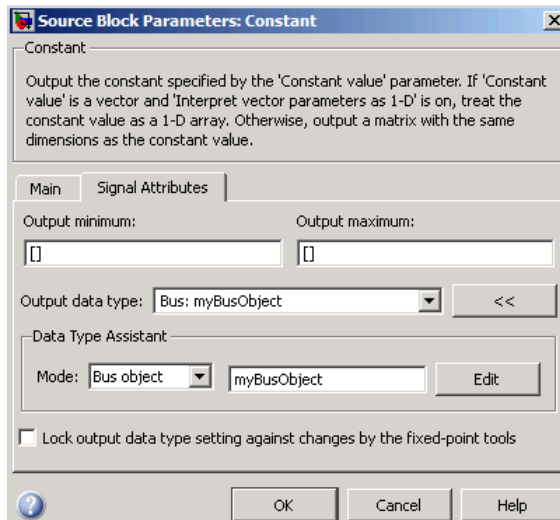 Source Block Parameters: Constant
Constant
Output the constant specified by the 'Constant value' parameter. If 'Constant
value' is a vector and 'Interpret vector parameters as 1-D' is on, treat the
constant value as a 1-D array. Otherwise, output a matrix with the same
dimensions as the constant value.
Main Signal Attributes
Output minimum: Output maximum:
[] []
Output data type: Bus: myBusObject <<
Data Type Assistant
Mode: Bus object myBusObject Edit
Lock output data type setting against changes by the fixed-point tools
? OK Cancel Help